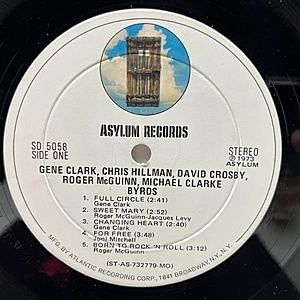 ASYLUM RECORDS
SD 5058
SIDE ONE
STEREO
Ⓟ1973
ASYLUM
GENE CLARK, CHRIS HILLMAN, DAVID CROSBY,
ROGER McGUINN, MICHAEL CLARKE
BYRDS
1. FULL CIRCLE (2:41)
Gene Clark
2. SWEET MARY (2:52)
Roger McGuinn-Jacques Levy
3. CHANGING HEART (2:40)
Gene Clark
4. FOR FREE (3:48)
Joni Mitchell
5. BORN TO ROCK 'N ROLL (3:12)
Roger McGuinn
(ST-AS-732779-MO)
MFG. BY ATLANTIC RECORDING CORP., 1841 BROADWAY, N.Y., N.Y.